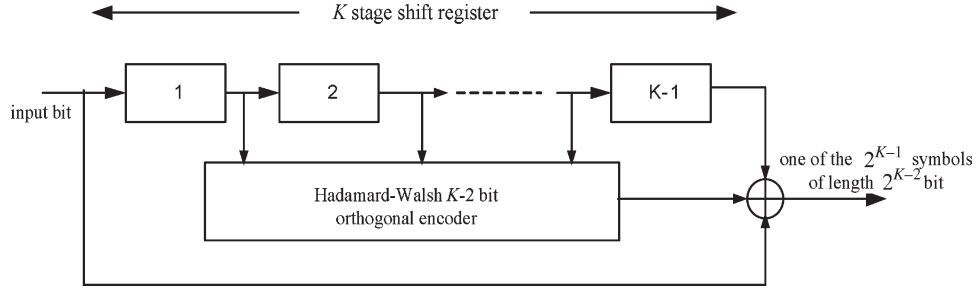 K stage shift register
input bit
1
2
K-1
Hadamard-Walsh K-2 bit
orthogonal encoder
one of the 2^{K–1} symbols
of length 2^{K–2} bit